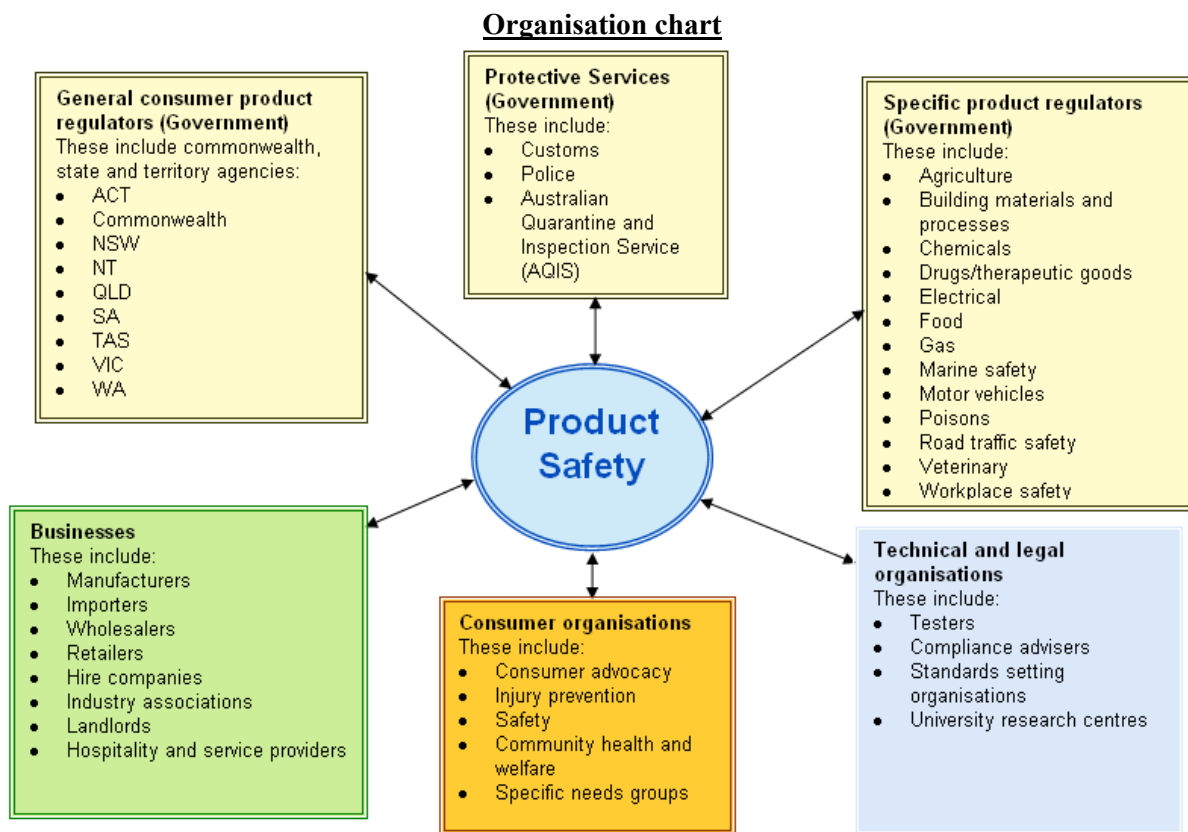 Organisation chart
General consumer product
regulators (Government)
These include commonwealth,
state and territory agencies:
● ACT
● Commonwealth
● NSW
● NT
● QLD
● SA
● TAS
● VIC
● WA
Protective Services
(Government)
These include:
● Customs
● Police
● Australian
Quarantine and
Inspection Service
(AQIS)
Specific product regulators
(Government)
These include:
● Agriculture
● Building materials and
processes
● Chemicals
● Drugs/therapeutic goods
● Electrical
● Food
● Gas
● Marine safety
● Motor vehicles
● Poisons
● Road traffic safety
● Veterinary
● Workplace safety
Product
Safety
Businesses
These include:
● Manufacturers
● Importers
● Wholesalers
● Retailers
● Hire companies
● Industry associations
● Landlords
● Hospitality and service providers
Consumer organisations
These include:
● Consumer advocacy
● Injury prevention
● Safety
● Community health and
welfare
● Specific needs groups
Technical and legal
organisations
These include:
● Testers
● Compliance advisers
● Standards setting
organisations
● University research centres